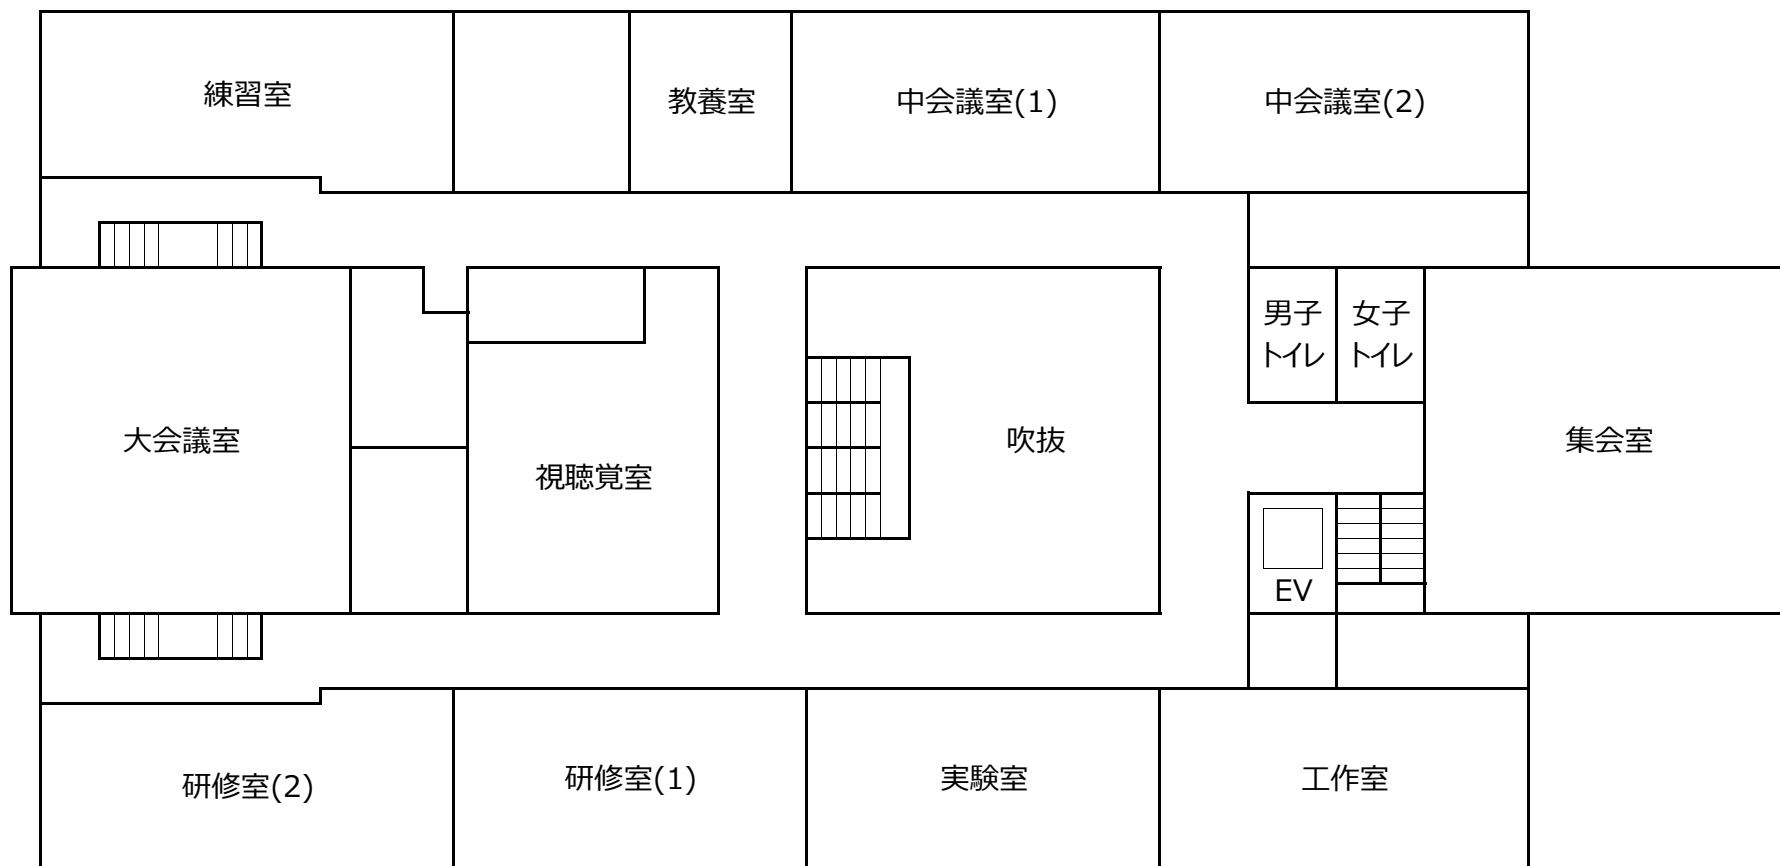 練習室
教養室
中会議室(1)
中会議室(2)
男子
トイレ
女子
トイレ
大会議室
視聴覚室
吹抜
集会室
EV
研修室(2)
研修室(1)
実験室
工作室